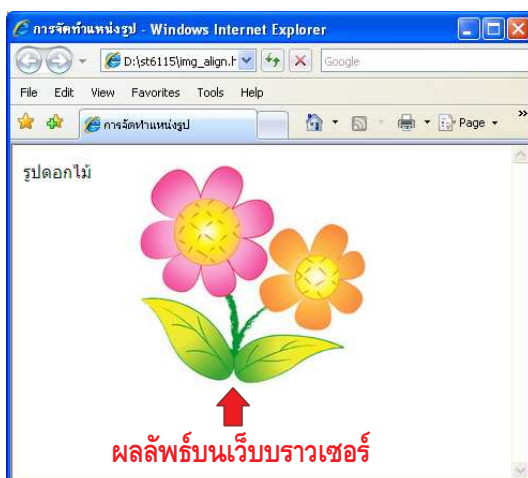 การจัดทำแหน่งรูป - Windows Internet Explorer
D:\st6115\img_align.h
Google
File Edit View Favorites Tools Help
การจัดทำแหน่งรูป
Page
รูปดอกไม้
ผลลัพธ์บนเว็บบราวเซอร์